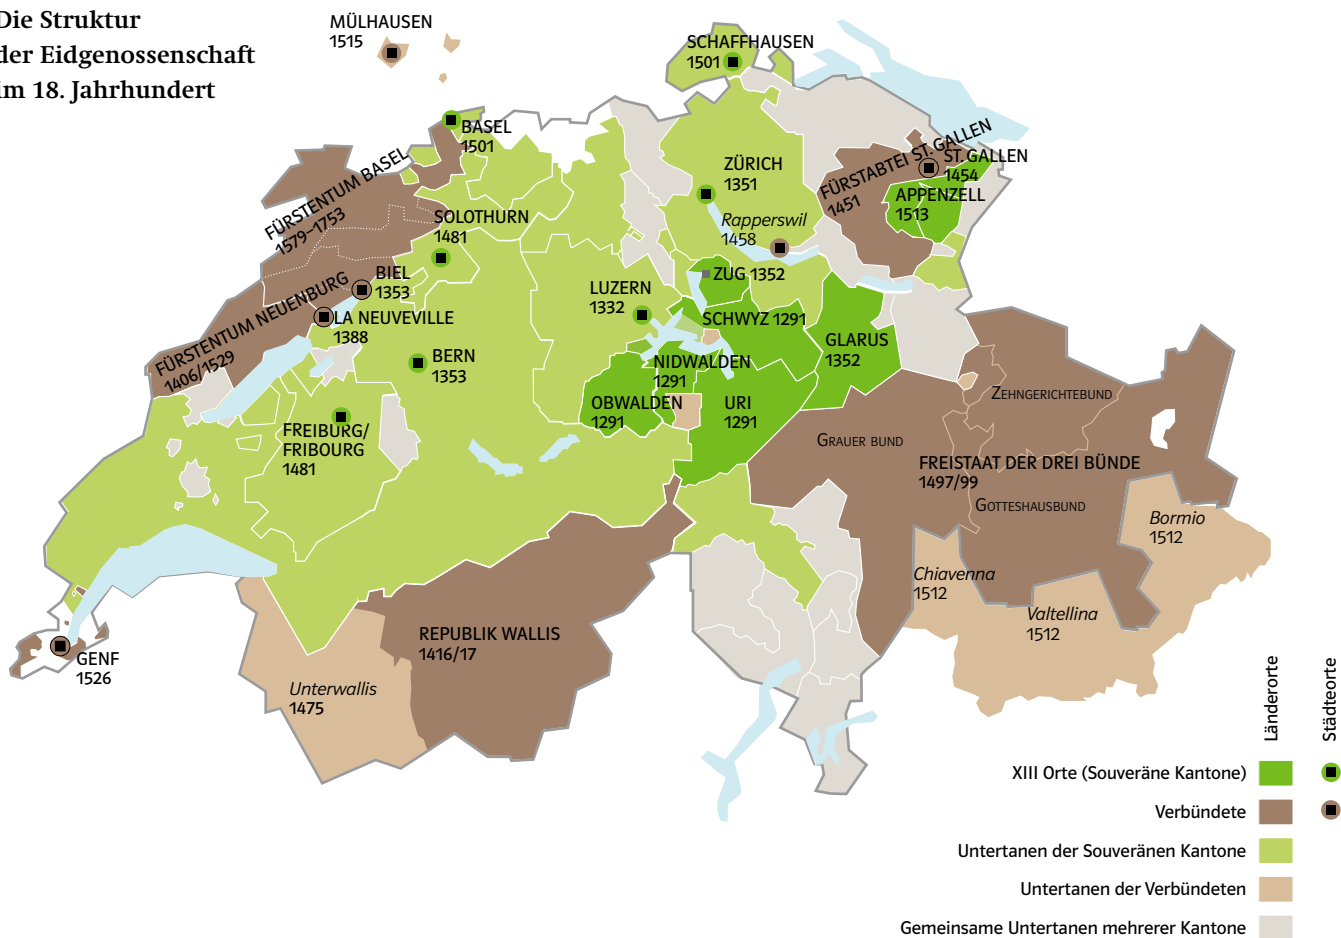 Die Struktur
der Eidgenossenschaft
im 18. Jahrhundert
MÜLHAUSEN
1515
SCHAFFHAUSEN
1501
BASEL
1501
FÜRSTENTUM BASEL
1579–1753
SOLOTHURN
1481
ZÜRICH
1351
Rapperswil
1458
FÜRSTABTEI ST. GALLEN
1451
ST. GALLEN
1454
APPENZELL
1513
BIEL
1353
LA NEUVEVILLE
1388
FÜRSTENTUM NEUENBURG
1406/1529
LUZERN
1332
ZUG 1352
SCHWYZ 1291
GLARUS
1352
BERN
1353
NIDWALDEN
1291
OBWALDEN
1291
URI
1291
FREIBURG/
FRIBOURG
1481
ZEHNGERICHTEBUND
GRAUER BUND
FREISTAAT DER DREI BÜNDE
1497/99
GOTTESHAUSBUND
Bormio
1512
Chiavenna
1512
Valtellina
1512
REPUBLIK WALLIS
1416/17
Unterwallis
1475
GENF
1526
Länderorte
Städteorte
XIII Orte (Souveräne Kantone)
Verbündete
Untertanen der Souveränen Kantone
Untertanen der Verbündeten
Gemeinsame Untertanen mehrerer Kantone